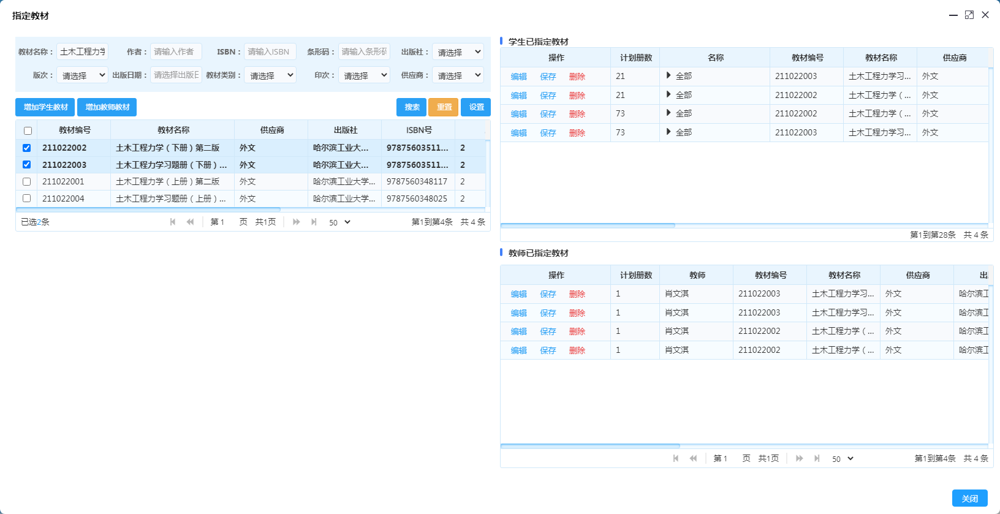 指定教材
教材名称： 土木工程力学 作者： 请输入作者 ISBN： 请输入ISBN 条形码： 请输入条形码 出版社： 请选择
版次： 请选择 出版日期： 请选择出版日 教材类别： 请选择 印次： 请选择 供应商： 请选择
增加学生教材 增加教师教材 搜索 重置 设置
教材编号 教材名称 供应商 出版社 ISBN号
211022002 土木工程力学（下册）第二版 外文 哈尔滨工业大... 97875603511... 2
211022003 土木工程力学习题册（下册）... 外文 哈尔滨工业大... 97875603511... 2
211022001 土木工程力学（上册）第二版 外文 哈尔滨工业大学... 9787560348117 2
211022004 土木工程力学习题册（上册）... 外文 哈尔滨工业大学... 9787560348025 2
已选2条 第 1 页 共1页 50 第1到第4条 共 4 条
学生已指定教材
操作 计划册数 名称 教材编号 教材名称 供应商
编辑 保存 删除 21 全部 211022003 土木工程力学习... 外文
编辑 保存 删除 21 全部 211022002 土木工程力学（... 外文
编辑 保存 删除 73 全部 211022002 土木工程力学（... 外文
编辑 保存 删除 73 全部 211022003 土木工程力学习... 外文
第1到第28条 共 4 条
教师已指定教材
操作 计划册数 教师 教材编号 教材名称 供应商 出
编辑 保存 删除 1 肖文淇 211022003 土木工程力学习... 外文 哈尔滨工
编辑 保存 删除 1 肖文淇 211022003 土木工程力学习... 外文 哈尔滨工
编辑 保存 删除 1 肖文淇 211022002 土木工程力学（... 外文 哈尔滨工
编辑 保存 删除 1 肖文淇 211022002 土木工程力学（... 外文 哈尔滨工
第 1 页 共1页 50 第1到第4条 共 4 条
关闭